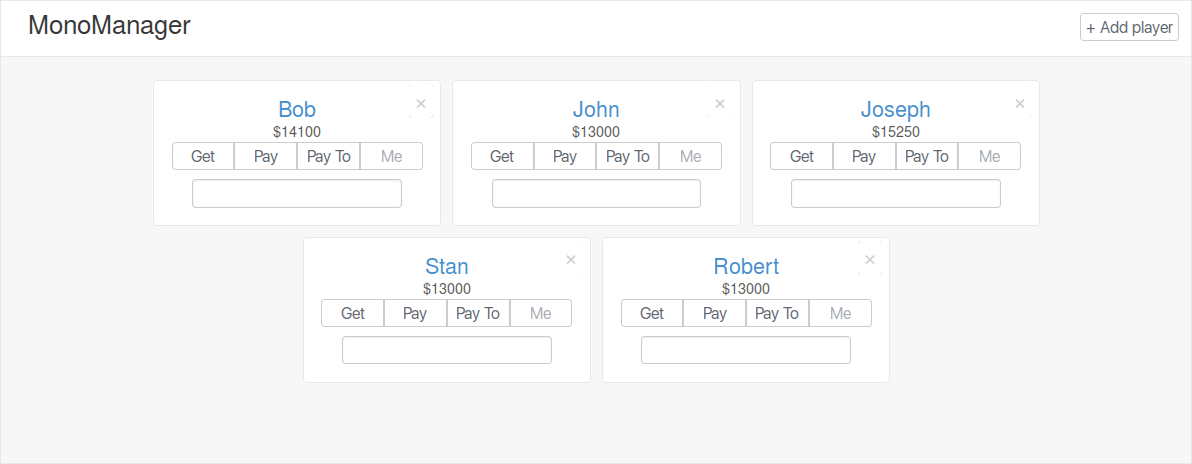 MonoManager
+ Add player
Bob × John × Joseph ×
$14100 $13000 $15250
Get Pay Pay To Me Get Pay Pay To Me Get Pay Pay To Me
Stan × Robert ×
$13000 $13000
Get Pay Pay To Me Get Pay Pay To Me